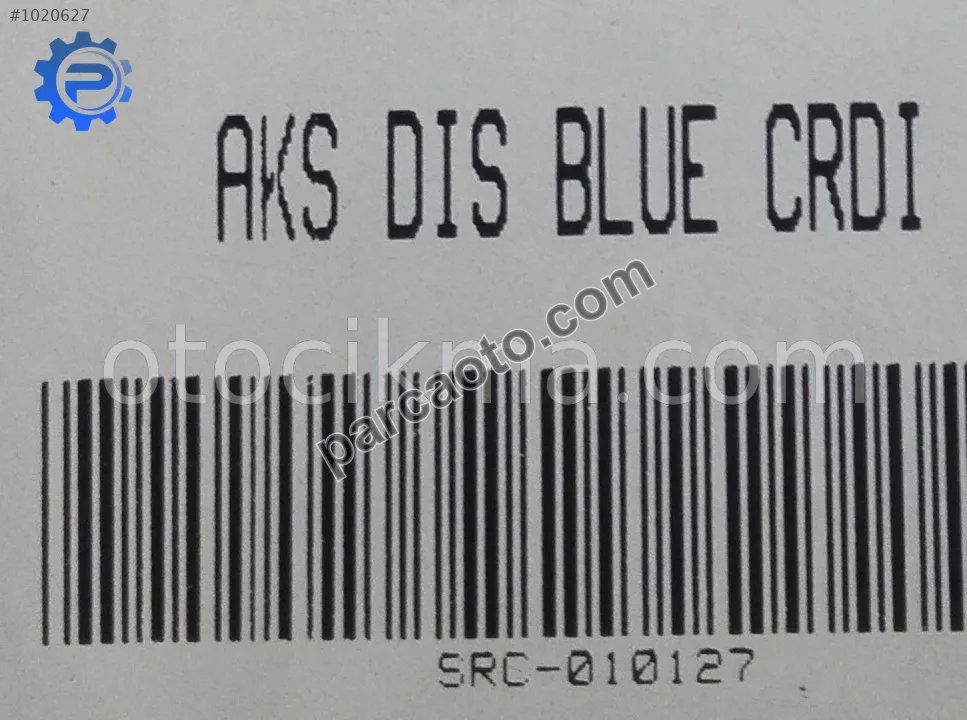 #1020627
P
AKS DIS BLUE CRDI
parcaoto.com
otocikma.com
SRC-010127